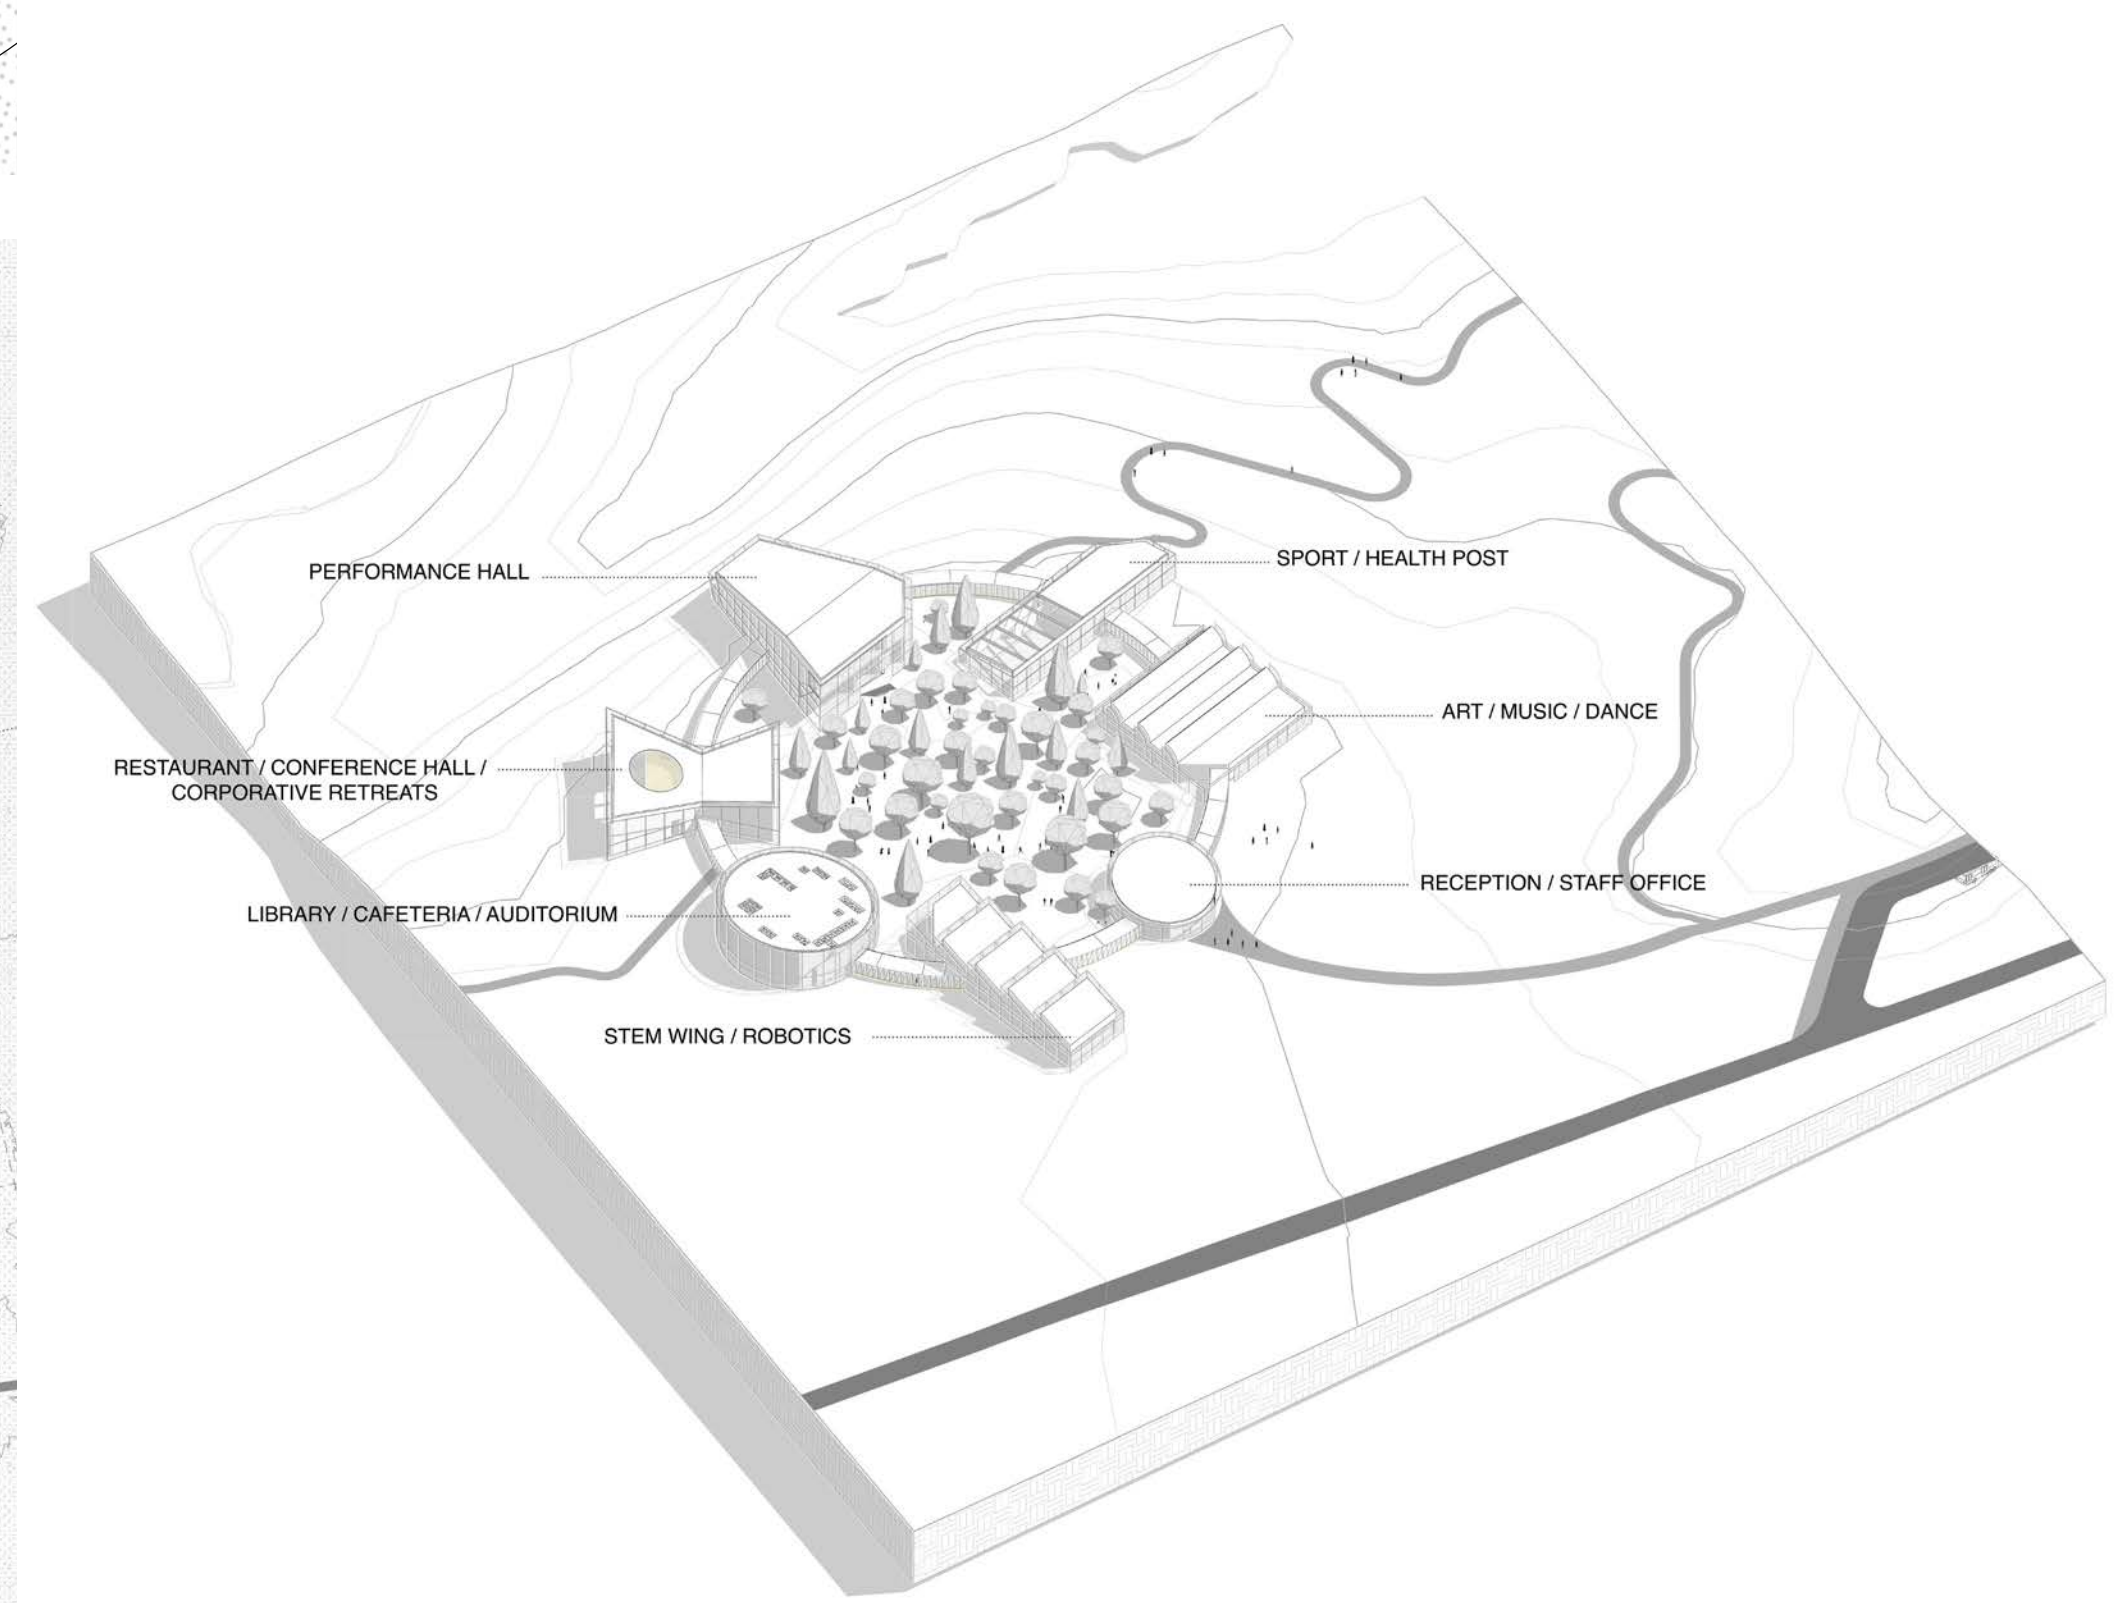 PERFORMANCE HALL
SPORT / HEALTH POST
ART / MUSIC / DANCE
RESTAURANT / CONFERENCE HALL /
CORPORATIVE RETREATS
RECEPTION / STAFF OFFICE
LIBRARY / CAFETERIA / AUDITORIUM
STEM WING / ROBOTICS